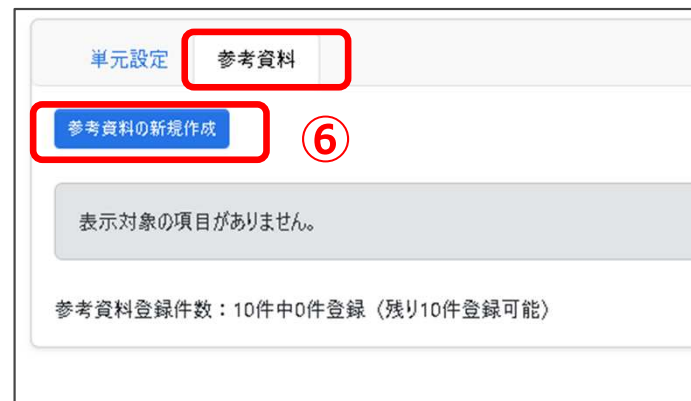 単元設定 参考資料
参考資料の新規作成
⑥
表示対象の項目がありません。
参考資料登録件数：10件中0件登録（残り10件登録可能）